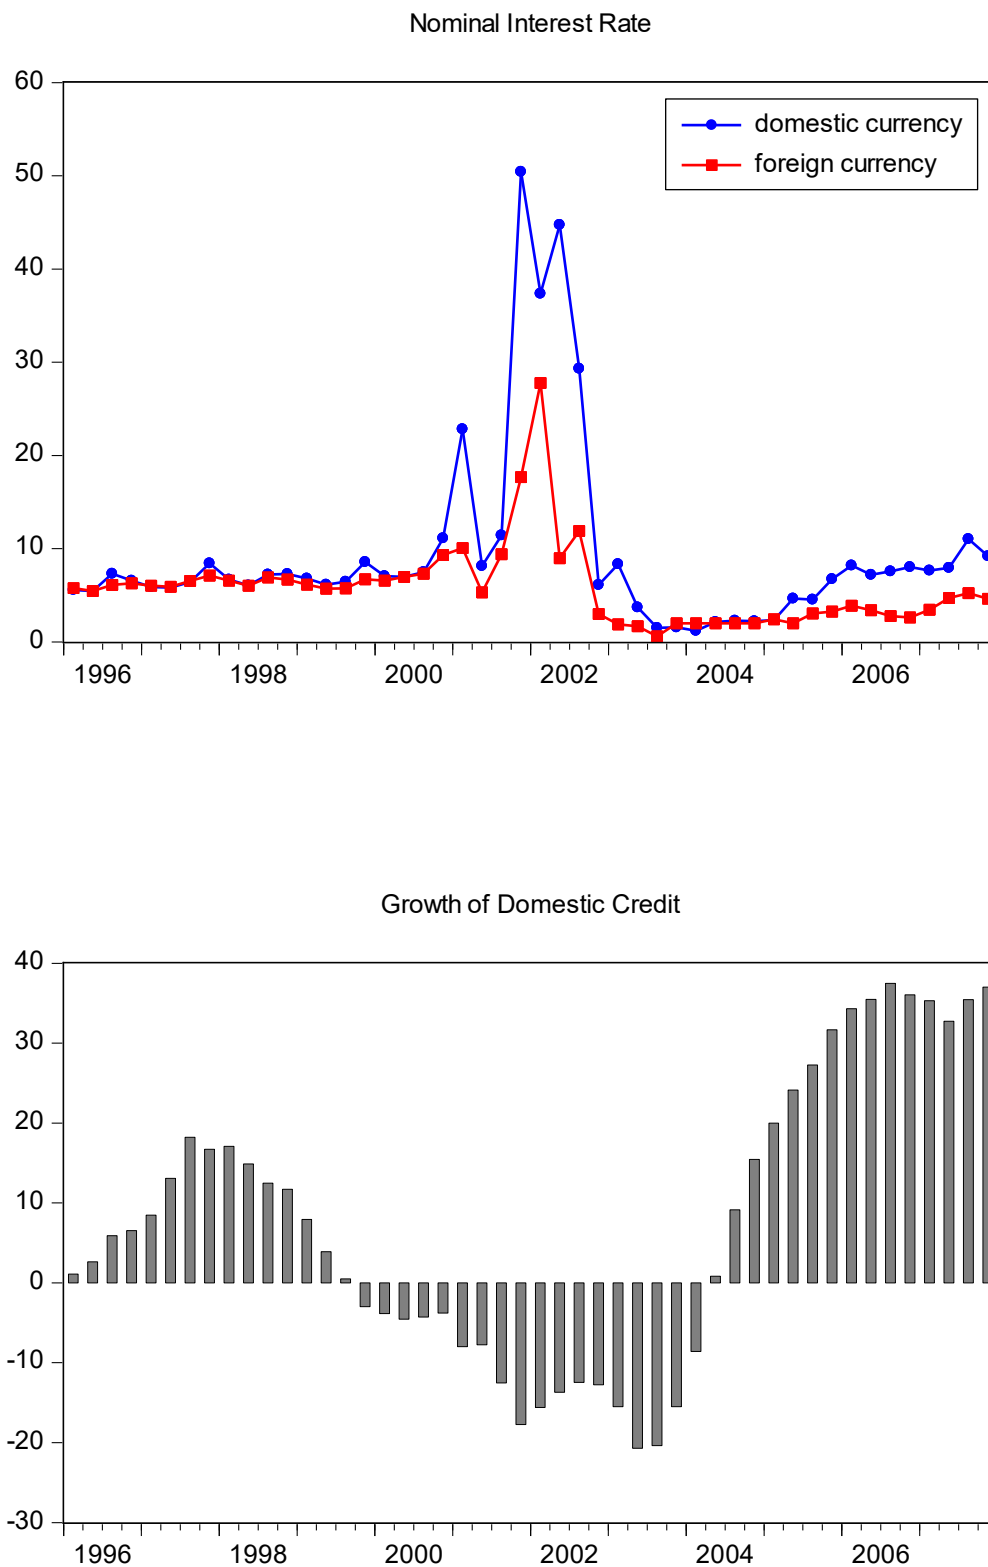 Nominal Interest Rate
60
50
40
30
20
10
0
domestic currency
foreign currency
1996 1998 2000 2002 2004 2006
Growth of Domestic Credit
40
30
20
10
0
-10
-20
-30
1996 1998 2000 2002 2004 2006